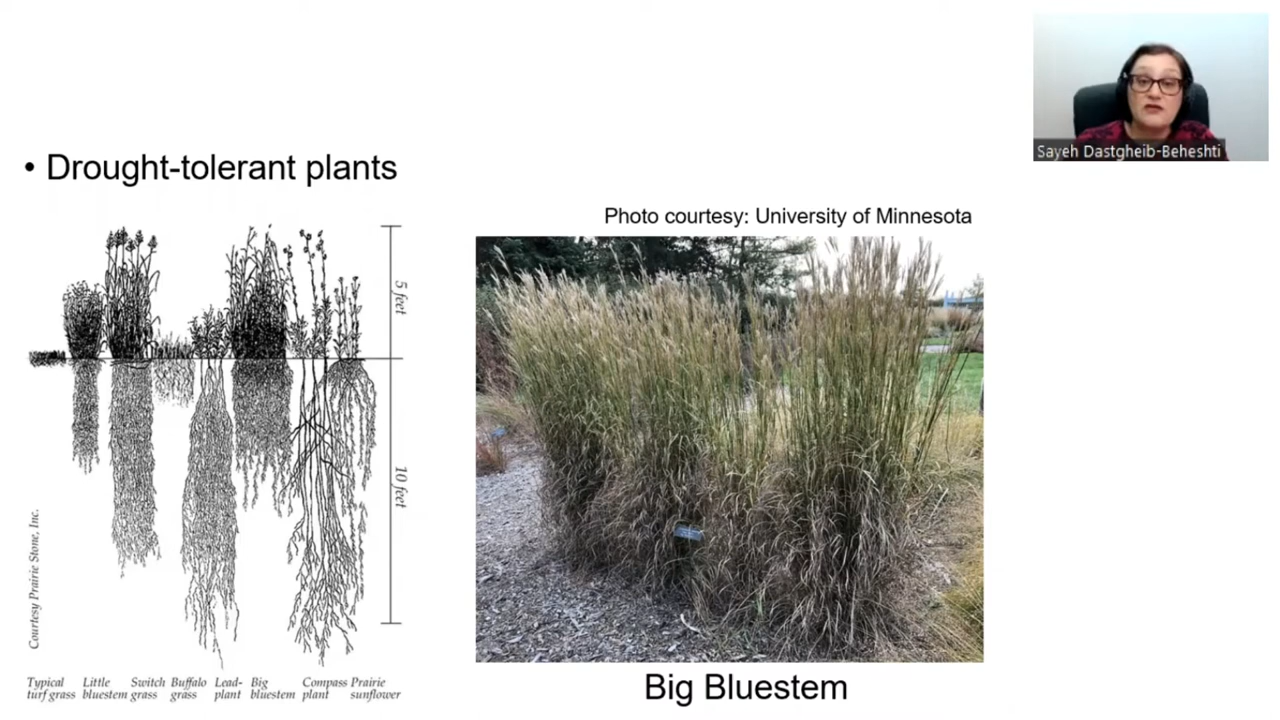 Sayeh Dastgheib-Beheshti
• Drought-tolerant plants
Photo courtesy: University of Minnesota
5 feet
10 feet
Courtesy Prairie Stone, Inc.
Typical turf grass
Little bluestem
Switch grass
Buffalo grass
Lead-plant
Big bluestem
Compass plant
Prairie sunflower
Big Bluestem